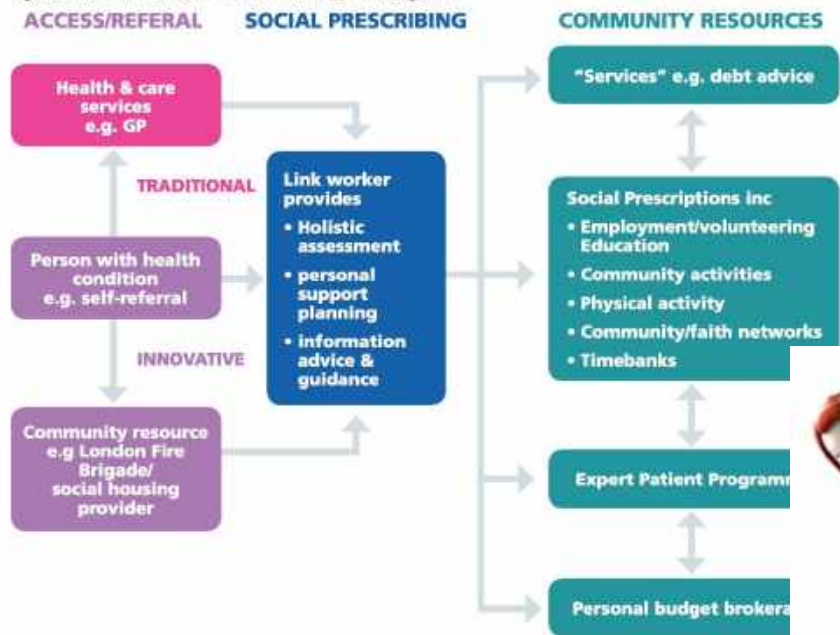 ACCESS/REFERAL
SOCIAL PRESCRIBING
COMMUNITY RESOURCES
Health & care
services
e.g. GP
TRADITIONAL
Person with health
condition
e.g. self-referral
INNOVATIVE
Community resource
e.g London Fire
Brigade/
social housing
provider
Link worker
provides
• Holistic
assessment
• personal
support
planning
• information
advice &
guidance
"Services" e.g. debt advice
Social Prescriptions inc
• Employment/volunteering
Education
• Community activities
• Physical activity
• Community/faith networks
• Timebanks
Expert Patient
Personal budget